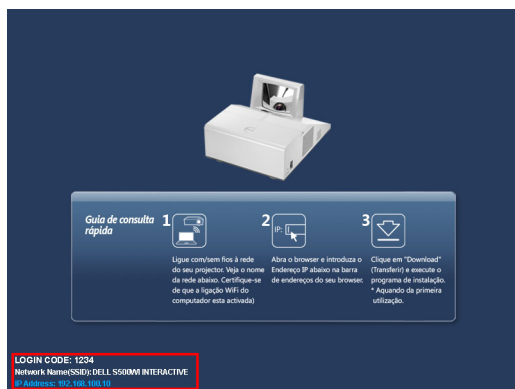 Guia de consulta
rápida
1
Ligue com/sem fios à rede
do seu projector. Veja o nome
da rede abaixo. Certifique-se
de que a ligação WiFi do
computador esta activada)
2
IP:
Abra o browser e introduza o
Endereço IP abaixo na barra
de endereços do seu browser.
3
Clique em "Download"
(Transferir) e execute o
programa de instalação.
* Aquando da primeira
utilização.
LOGIN CODE: 1234
Network Name(SSID): DELL S500WI INTERACTIVE
IP Address: 192.168.100.10